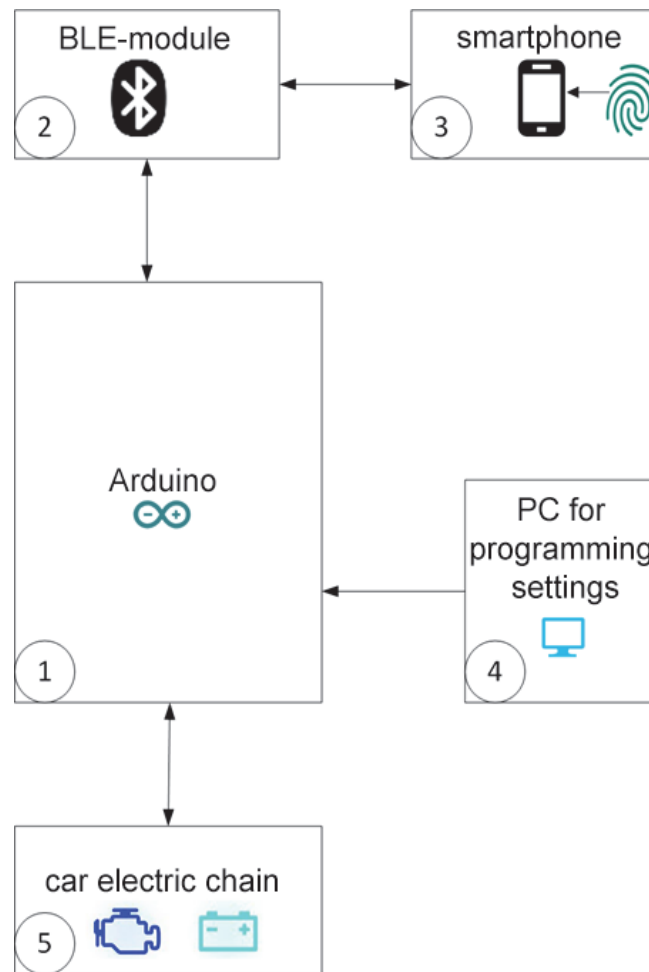 BLE-module
2
smartphone
3
Arduino
1
PC for
programming
settings
4
car electric chain
5